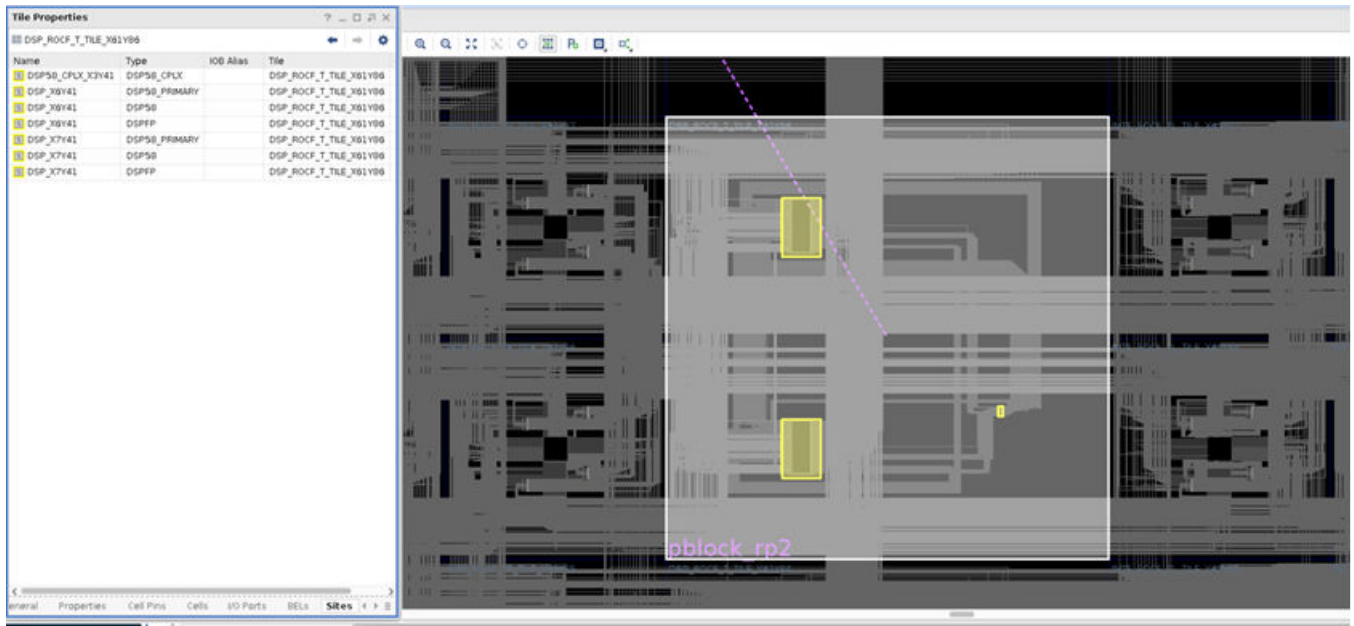 Tile Properties
DSP_ROCF_T_TILE_X61Y86
Name Type IOB Alias Tile
DSP58_CPLX_X3Y41 DSP58_CPLX DSP_ROCF_T_TILE_X61Y86
DSP_X6Y41 DSP58_PRIMARY DSP_ROCF_T_TILE_X61Y86
DSP_X6Y41 DSP58 DSP_ROCF_T_TILE_X61Y86
DSP_X6Y41 DSPFP DSP_ROCF_T_TILE_X61Y86
DSP_X7Y41 DSP58_PRIMARY DSP_ROCF_T_TILE_X61Y86
DSP_X7Y41 DSP58 DSP_ROCF_T_TILE_X61Y86
DSP_X7Y41 DSPFP DSP_ROCF_T_TILE_X61Y86
DSP_ROCF_T_TILE_X61Y86
pblock_rp2
eneral Properties Cell Pins Cells I/O Ports BELs Sites